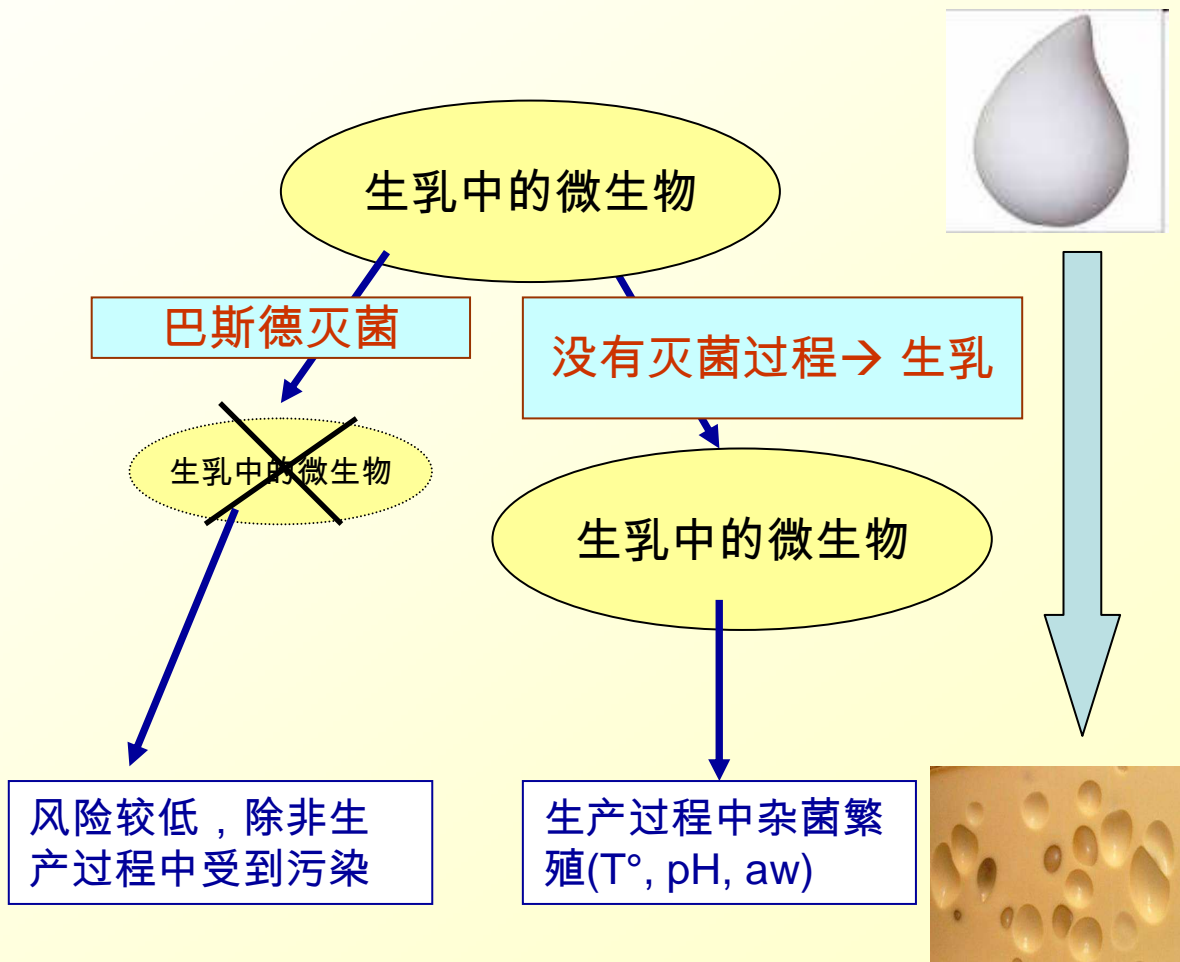 生乳中的微生物
巴斯德灭菌
没有灭菌过程→ 生乳
生乳中的微生物
生乳中的微生物
风险较低，除非生
产过程中受到污染
生产过程中杂菌繁
殖(T°, pH, aw)